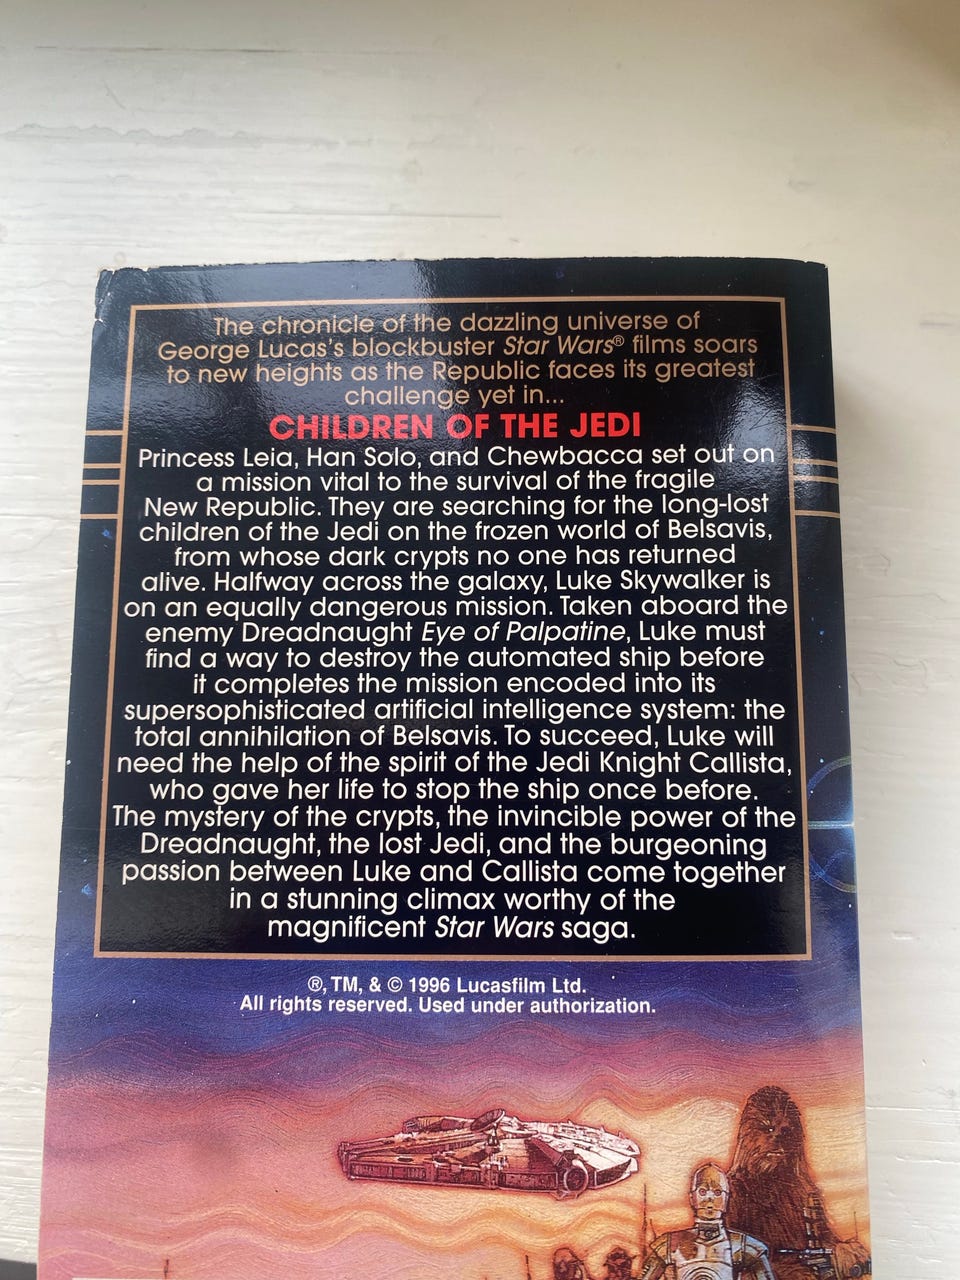 The chronicle of the dazzling universe of
George Lucas's blockbuster Star Wars® films soars
to new heights as the Republic faces its greatest
challenge yet in...
CHILDREN OF THE JEDI
Princess Leia, Han Solo, and Chewbacca set out on
a mission vital to the survival of the fragile
New Republic. They are searching for the long-lost
children of the Jedi on the frozen world of Belsavis,
from whose dark crypts no one has returned
alive. Halfway across the galaxy, Luke Skywalker is
on an equally dangerous mission. Taken aboard the
enemy Dreadnaught Eye of Palpatine, Luke must
find a way to destroy the automated ship before
it completes the mission encoded into its
supersophisticated artificial intelligence system: the
total annihilation of Belsavis. To succeed, Luke will
need the help of the spirit of the Jedi Knight Callista,
who gave her life to stop the ship once before.
The mystery of the crypts, the invincible power of the
Dreadnaught, the lost Jedi, and the burgeoning
passion between Luke and Callista come together
in a stunning climax worthy of the
magnificent Star Wars saga.
®, TM, & © 1996 Lucasfilm Ltd.
All rights reserved. Used under authorization.